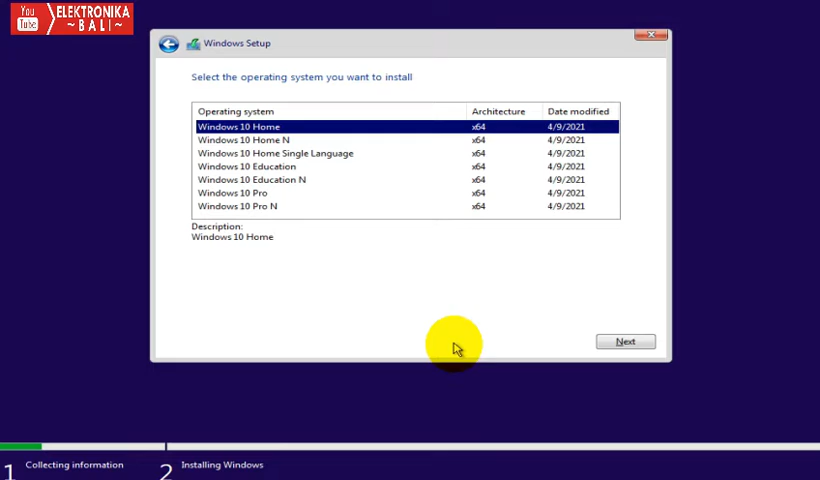 You
Tube
ELEKTRONIKA
~BALI~
Windows Setup
Select the operating system you want to install
Operating system Architecture Date modified
Windows 10 Home x64 4/9/2021
Windows 10 Home N x64 4/9/2021
Windows 10 Home Single Language x64 4/9/2021
Windows 10 Education x64 4/9/2021
Windows 10 Education N x64 4/9/2021
Windows 10 Pro x64 4/9/2021
Windows 10 Pro N x64 4/9/2021
Description:
Windows 10 Home
Next
1 Collecting information 2 Installing Windows